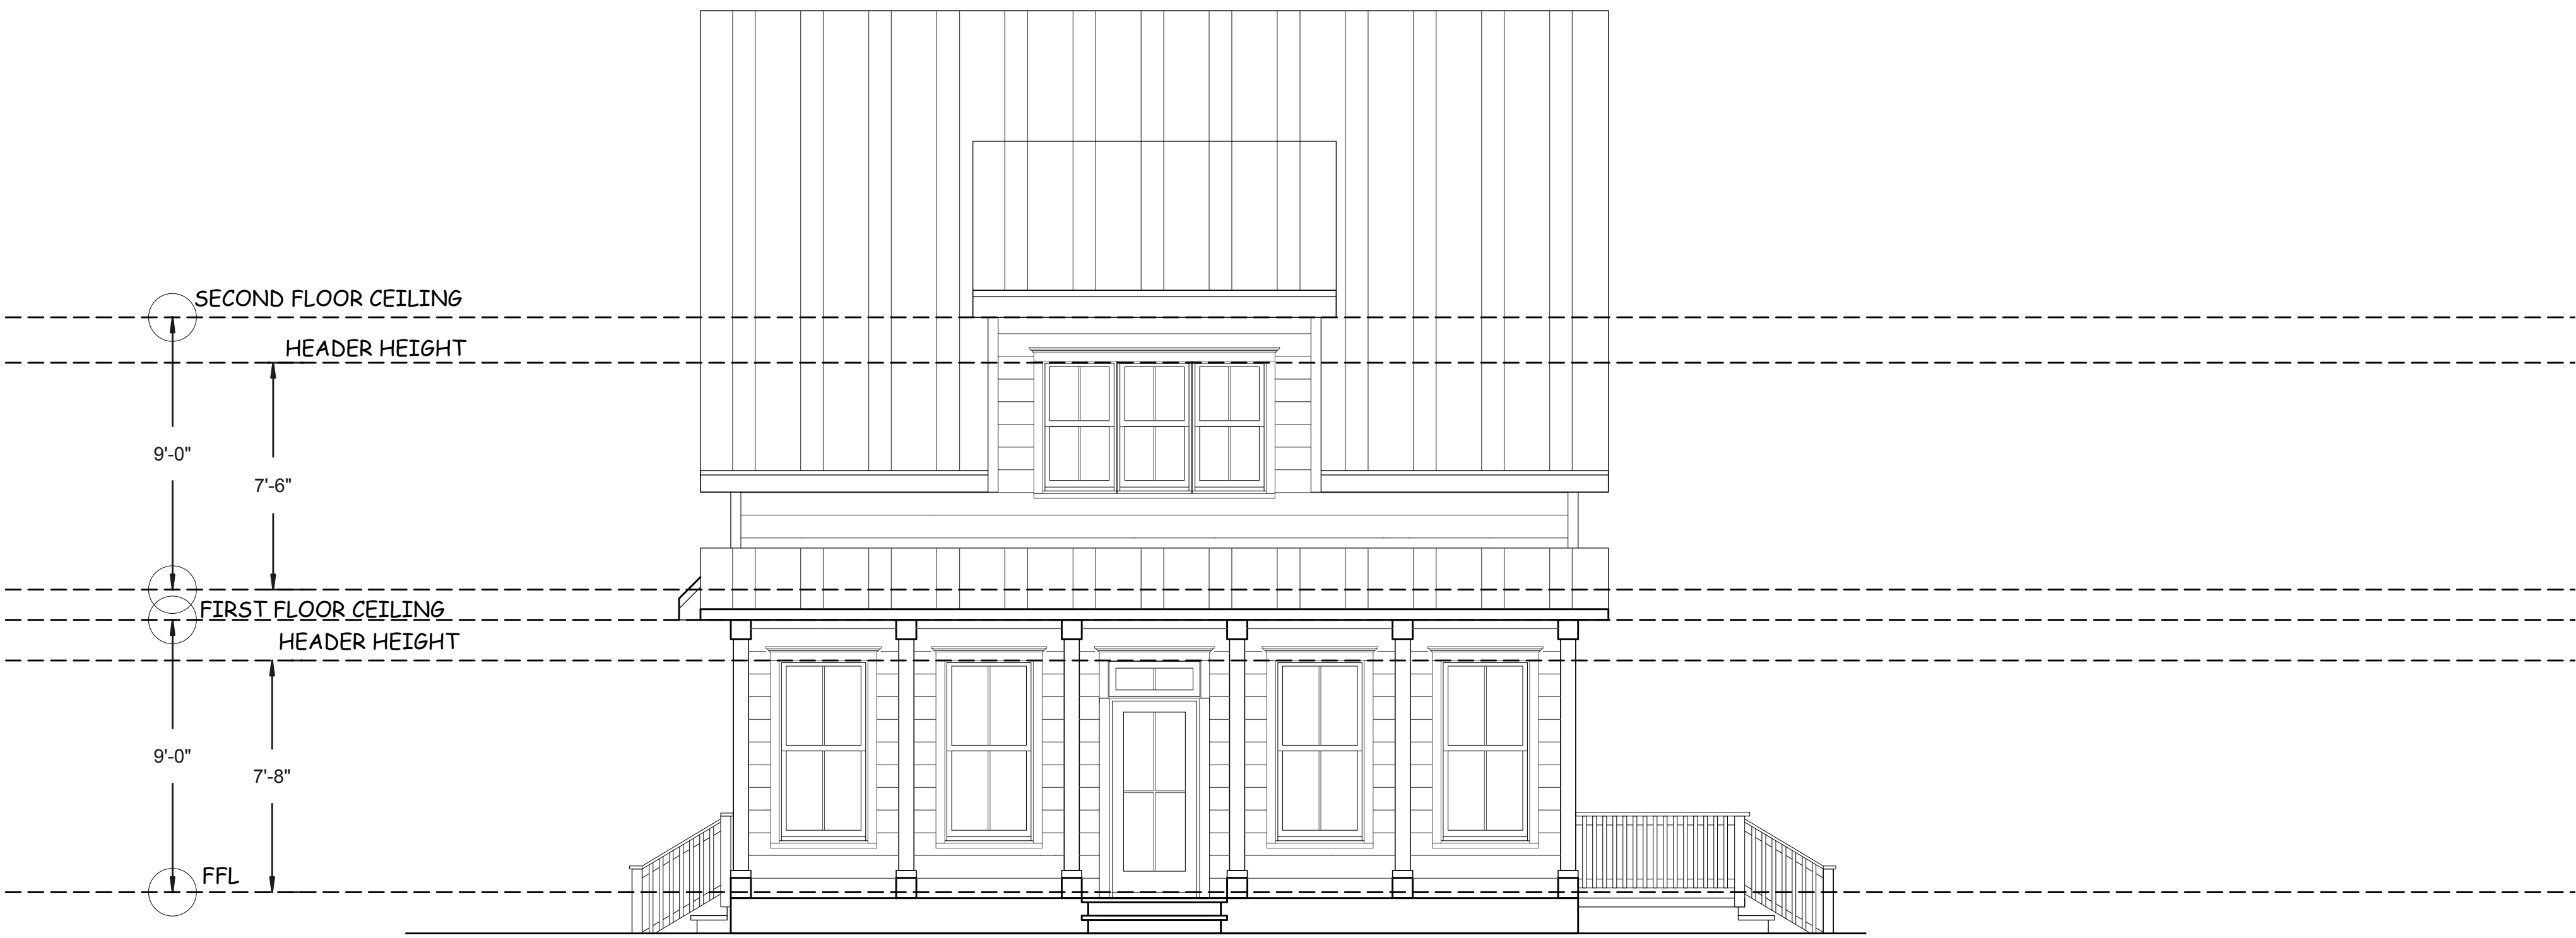 SECOND FLOOR CEILING
HEADER HEIGHT
9'-0"
7'-6"
FIRST FLOOR CEILING
HEADER HEIGHT
9'-0"
7'-8"
FFL